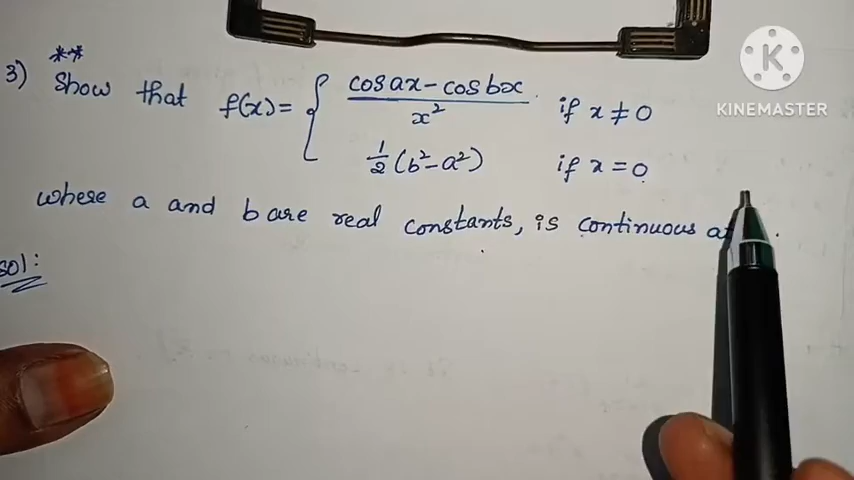 **
3) Show that f(x) = { cos ax - cos bx / x² if x ≠ 0
½ (b² - a²) if x = 0
where a and b are real constants, is continuous
sol:
K
KINEMASTER